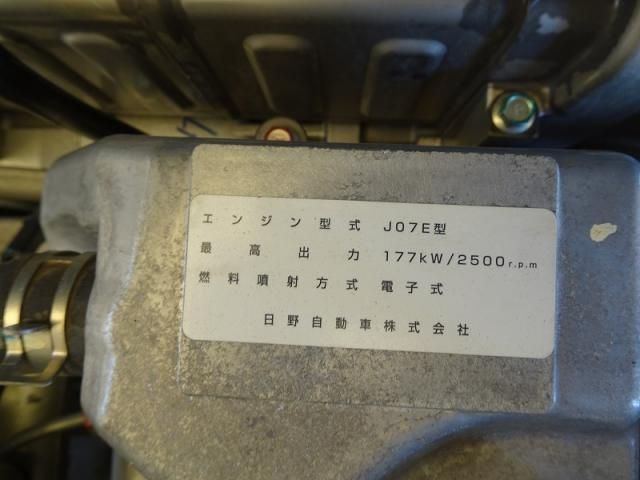 エンジン型式 J07E型
最高出力 177kW/2500r.p.m
燃料噴射方式 電子式
日野自動車株式会社